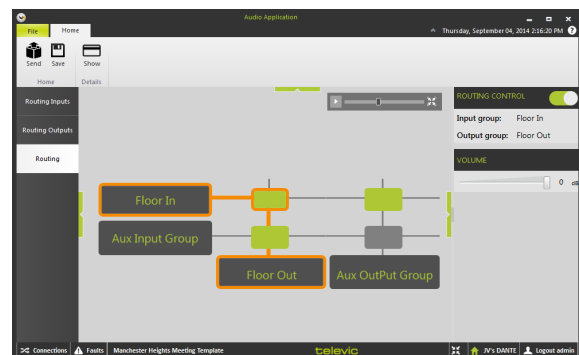 Audio Application
File Home
Thursday, September 04, 2014 2:16:20 PM ?
Send Save Show
Home Details
Routing Inputs
Routing Outputs
Routing
Floor In
Aux Input Group
Floor Out
Aux OutPut Group
ROUTING CONTROL
Input group: Floor In
Output group: Floor Out
VOLUME
0 dB
Connections Faults Manchester Heights Meeting Template televic JV's DANTE Logout admin